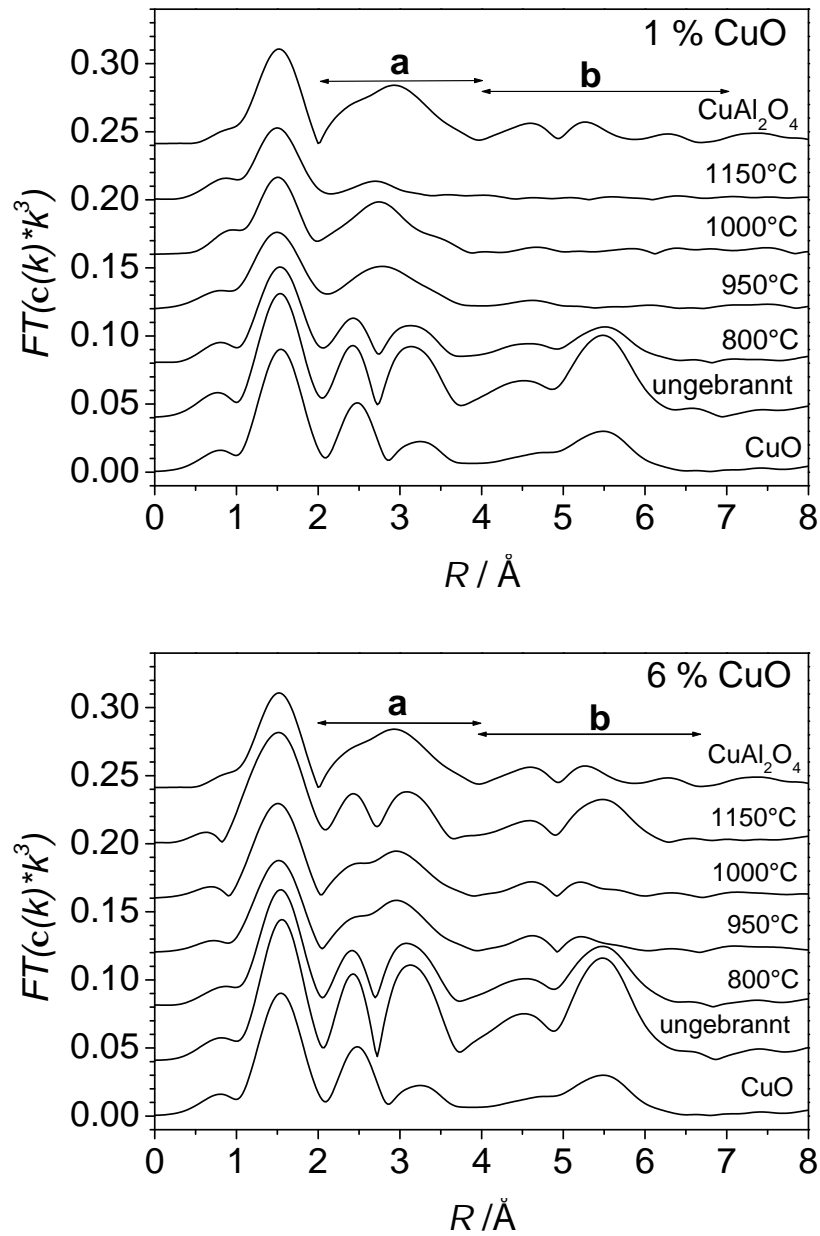 1 % CuO
a
b
CuAl₂O₄
1150°C
1000°C
950°C
800°C
ungebrannt
CuO
0.30
0.25
0.20
0.15
0.10
0.05
0.00
FT(c(k)*k³)
0 1 2 3 4 5 6 7 8
R / Å
6 % CuO
a
b
CuAl₂O₄
1150°C
1000°C
950°C
800°C
ungebrannt
CuO
0.30
0.25
0.20
0.15
0.10
0.05
0.00
FT(c(k)*k³)
0 1 2 3 4 5 6 7 8
R /Å